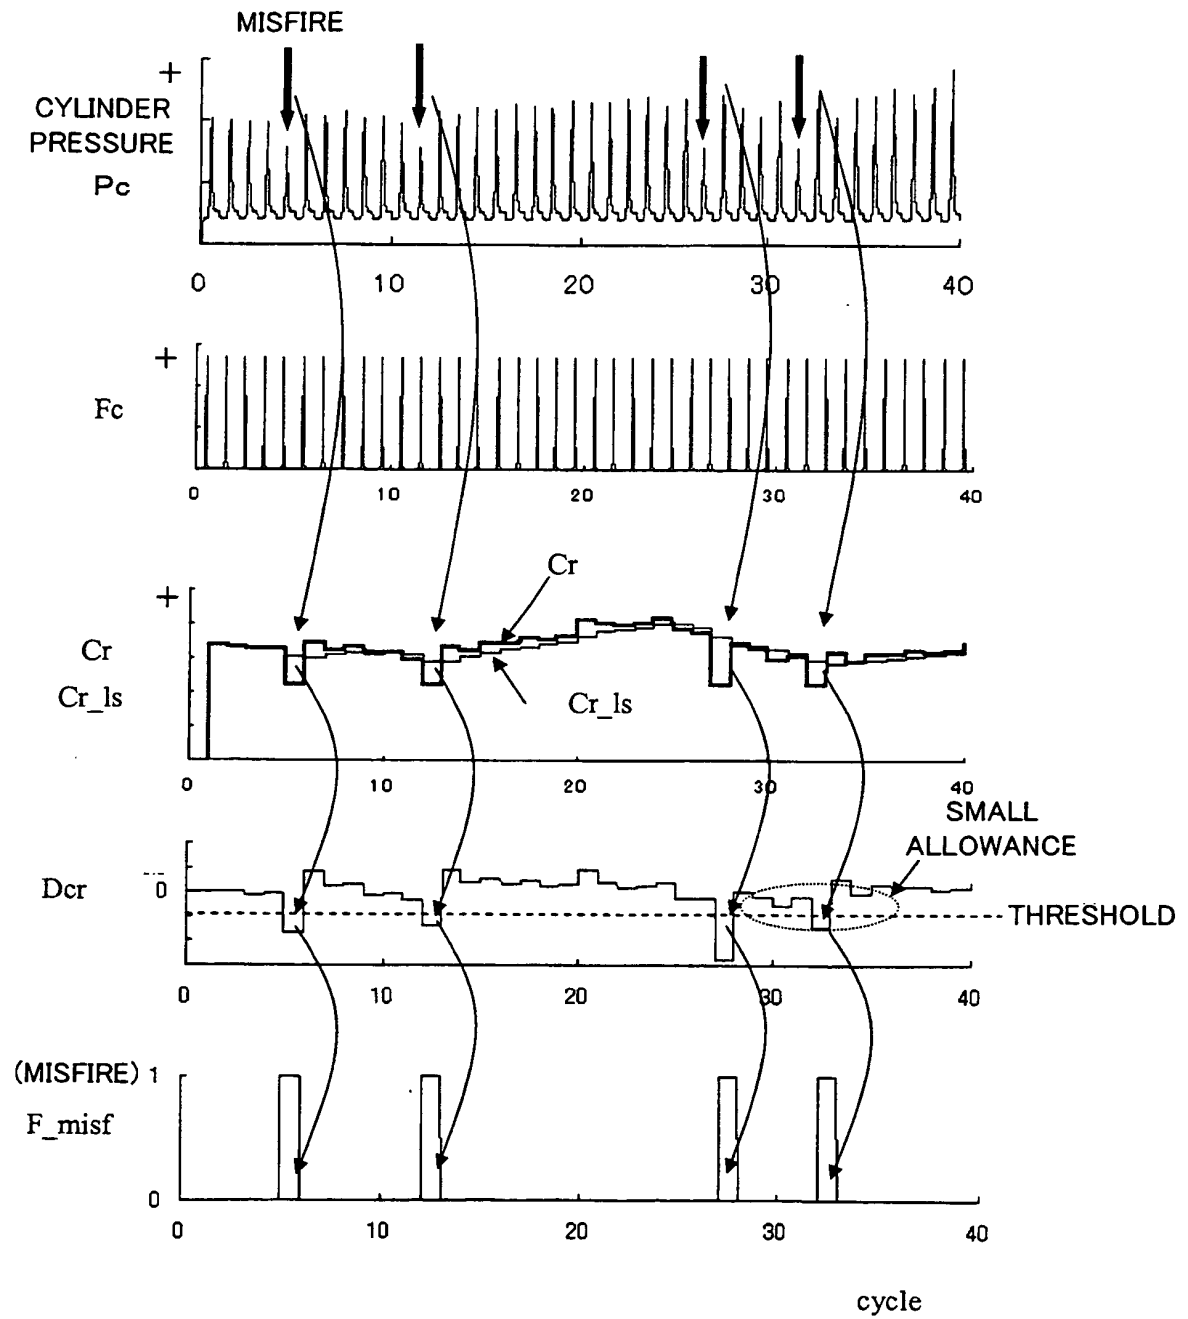 MISFIRE
+
CYLINDER
PRESSURE
Pc
0 10 20 30 40
+
Fc
0 10 20 30 40
Cr
+
Cr
Cr_ls
Cr_ls
0 10 20 30 40
SMALL
ALLOWANCE
Dcr
0
THRESHOLD
0 10 20 30 40
(MISFIRE) 1
F_misf
0
0 10 20 30 40
cycle